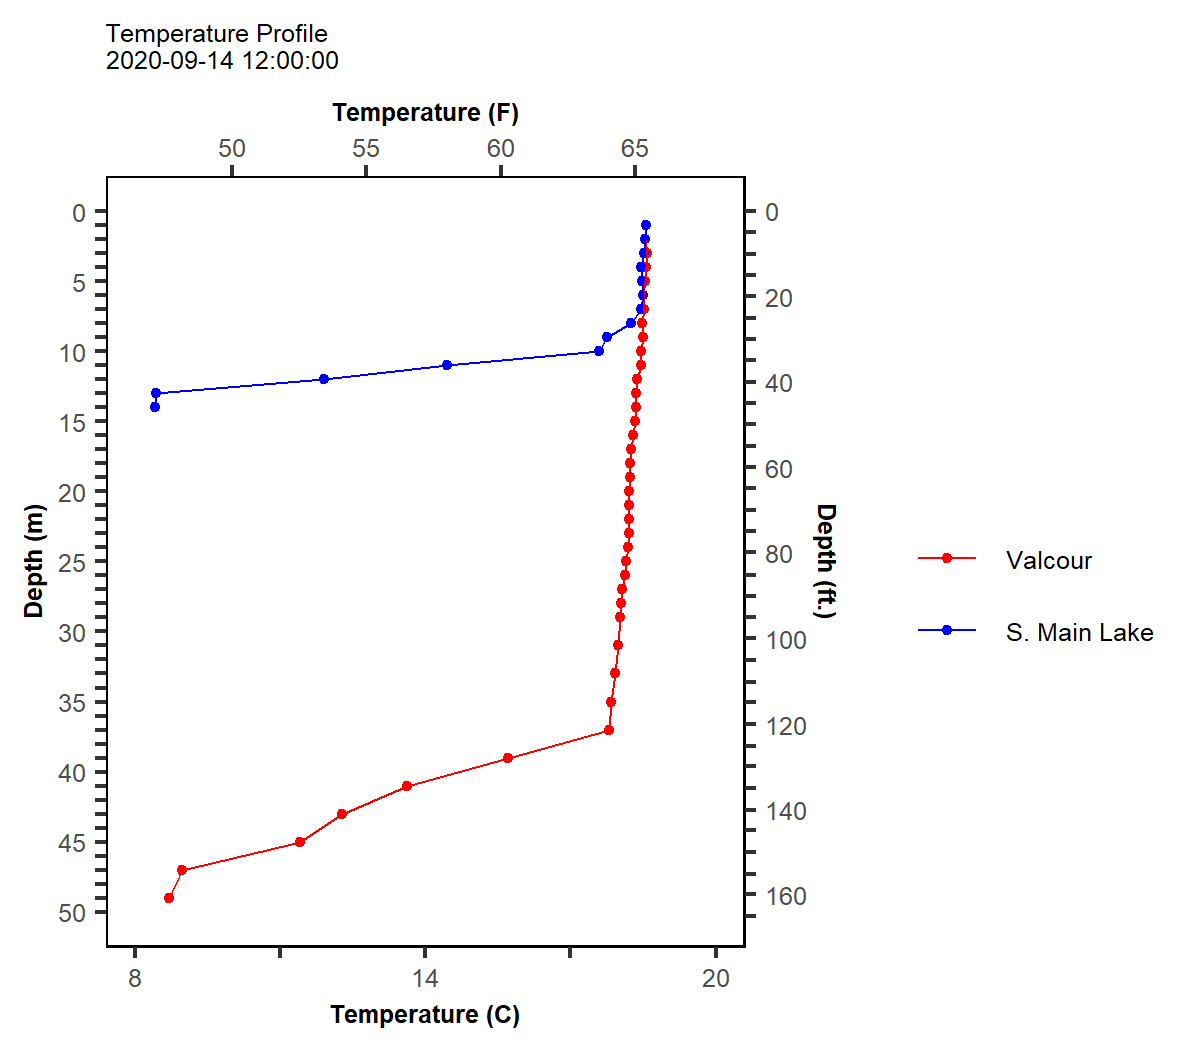 Temperature Profile
2020-09-14 12:00:00
Temperature (F)
50 55 60 65
0
5
10
15
20
25
30
35
40
45
50
Depth (m)
0
20
40
60
80
100
120
140
160
Depth (ft.)
Valcour
S. Main Lake
8 14 20
Temperature (C)